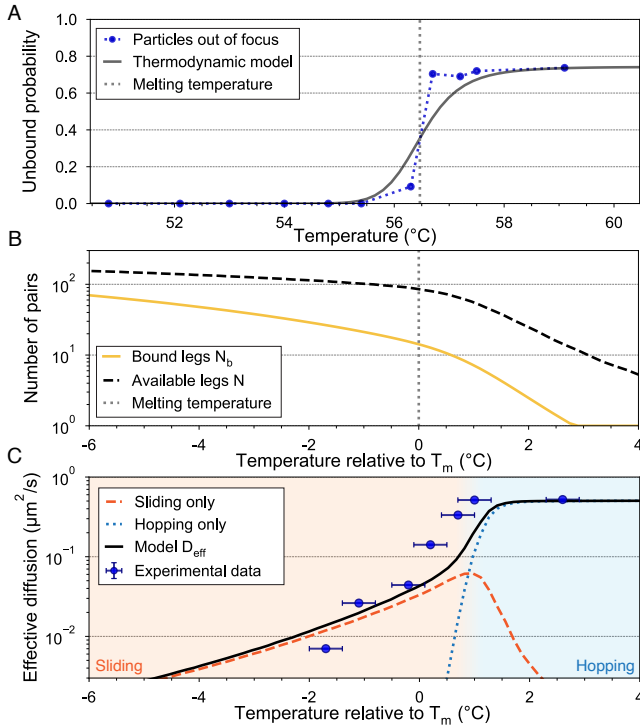 A
Unbound probability
1.0
0.8
0.6
0.4
0.2
0.0
Particles out of focus
Thermodynamic model
Melting temperature
52
54
56
58
60
Temperature (°C)
B
Number of pairs
10²
10¹
10⁰
Bound legs N_b
Available legs N
Melting temperature
-6
-4
-2
0
2
4
Temperature relative to T_m (°C)
C
Effective diffusion (µm²/s)
10⁰
10⁻¹
10⁻²
Sliding only
Hopping only
Model D_eff
Experimental data
Sliding
Hopping
-6
-4
-2
0
2
4
Temperature relative to T_m (°C)